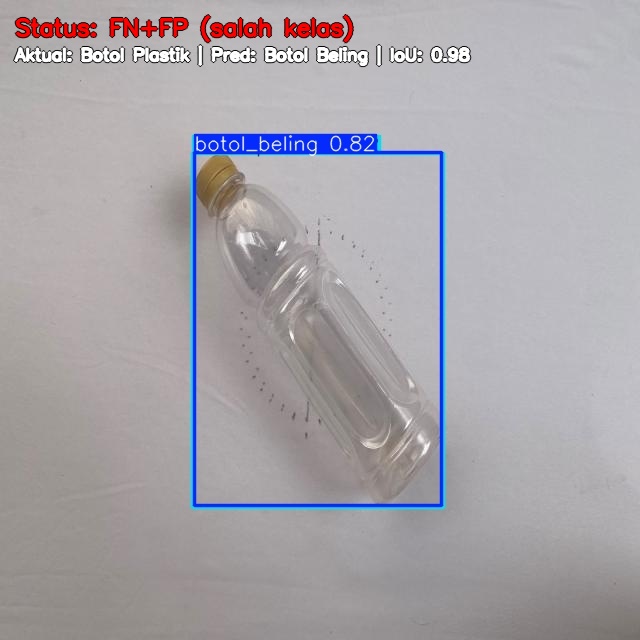 Status: FN+FP (salah kelas)
Aktual: Botol Plastik | Pred: Botol Beling | IoU: 0.98
botol_beling 0.82